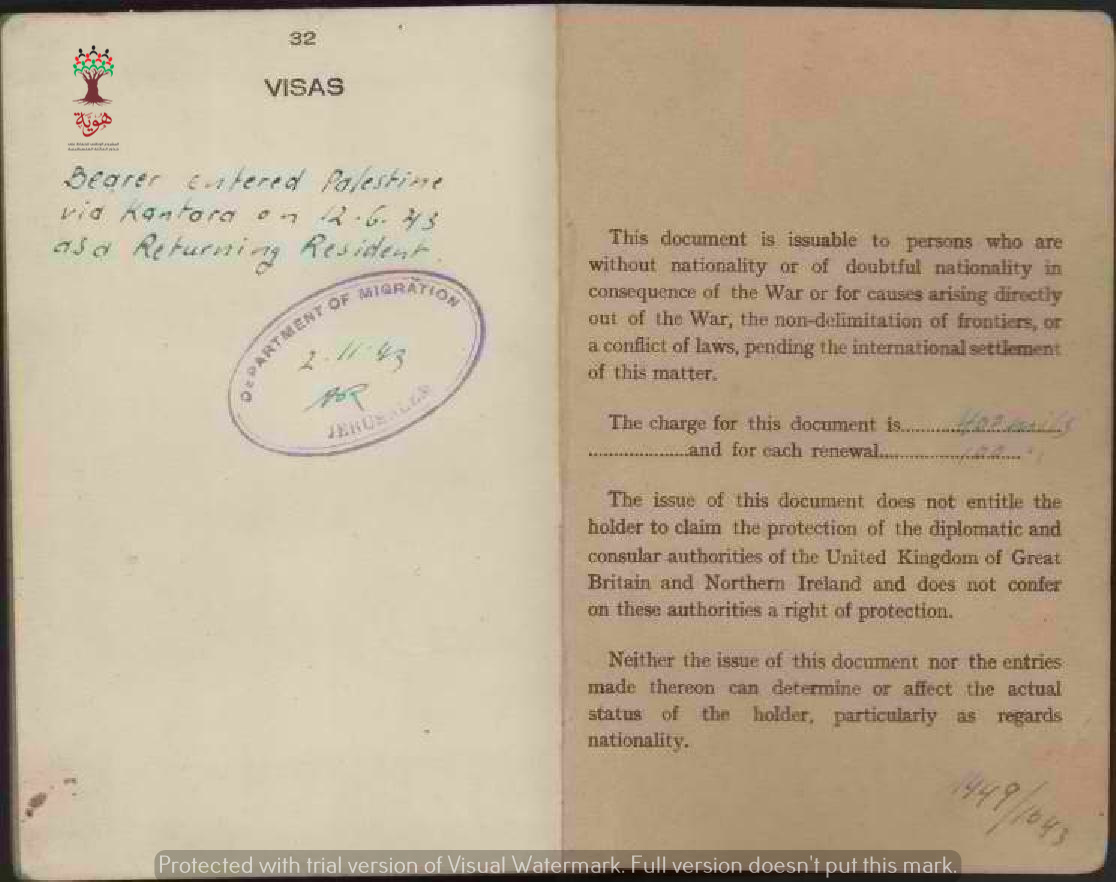 32
VISAS
هوية
Bearer entered Palestine
via Kantara on 12.6.43
as a Returning Resident.
DEPARTMENT OF MIGRATION
2.11.43
JERUSALEM
This document is issuable to persons who are
without nationality or of doubtful nationality in
consequence of the War or for causes arising directly
out of the War, the non-delimitation of frontiers, or
a conflict of laws, pending the international settlement
of this matter.
The charge for this document is............400 mills
....................and for each renewal.................100....."
The issue of this document does not entitle the
holder to claim the protection of the diplomatic and
consular authorities of the United Kingdom of Great
Britain and Northern Ireland and does not confer
on these authorities a right of protection.
Neither the issue of this document nor the entries
made thereon can determine or affect the actual
status of the holder, particularly as regards
nationality.
1449/1043
Protected with trial version of Visual Watermark. Full version doesn't put this mark.